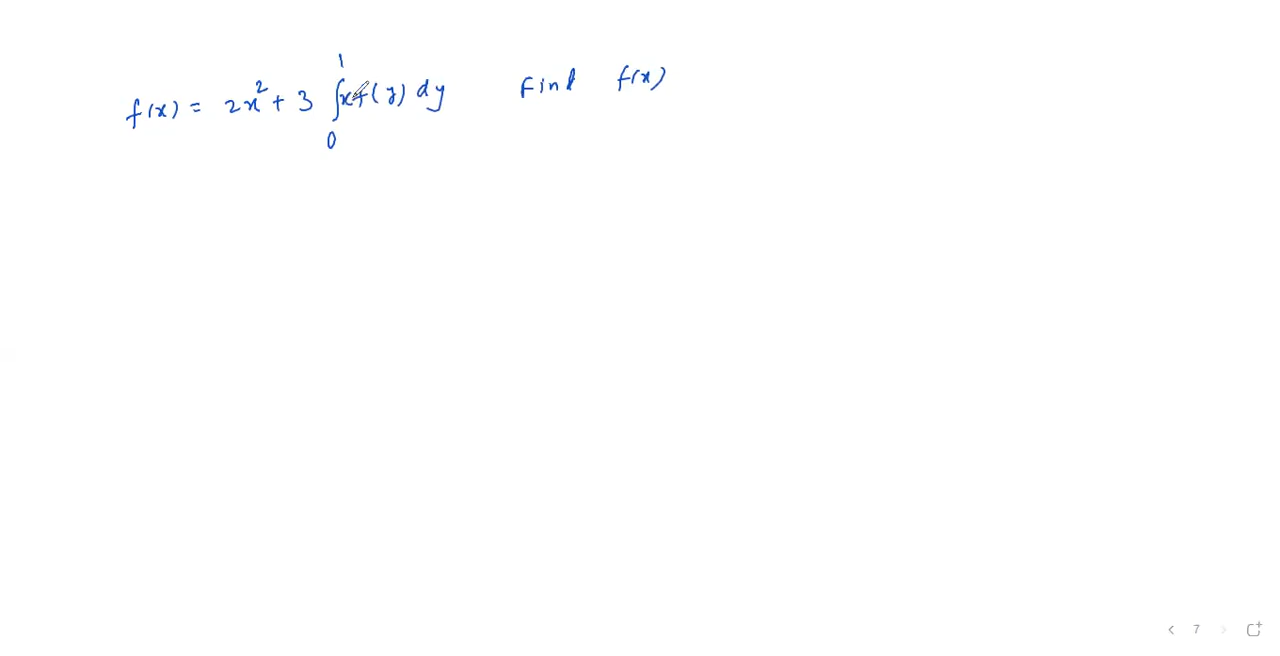 f(x) = 2x² + 3 ∫₀¹ xf(y) dy Find f(x)
7